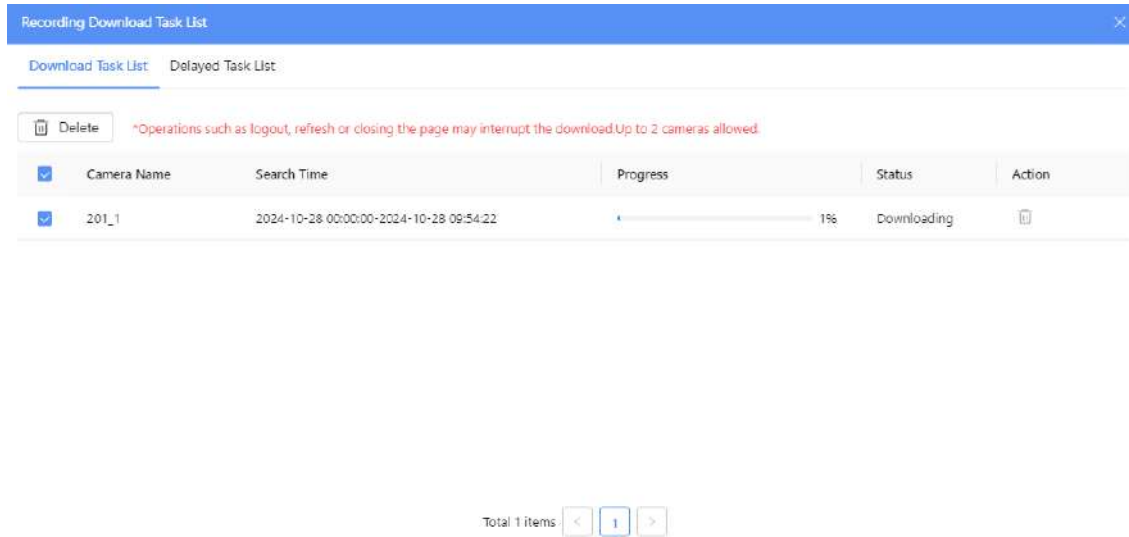 Recording Download Task List
Download Task List Delayed Task List
Delete *Operations such as logout, refresh or closing the page may interrupt the download.Up to 2 cameras allowed.
Camera Name Search Time Progress Status Action
201_1 2024-10-28 00:00:00-2024-10-28 09:54:22 1% Downloading
Total 1 items < 1 >